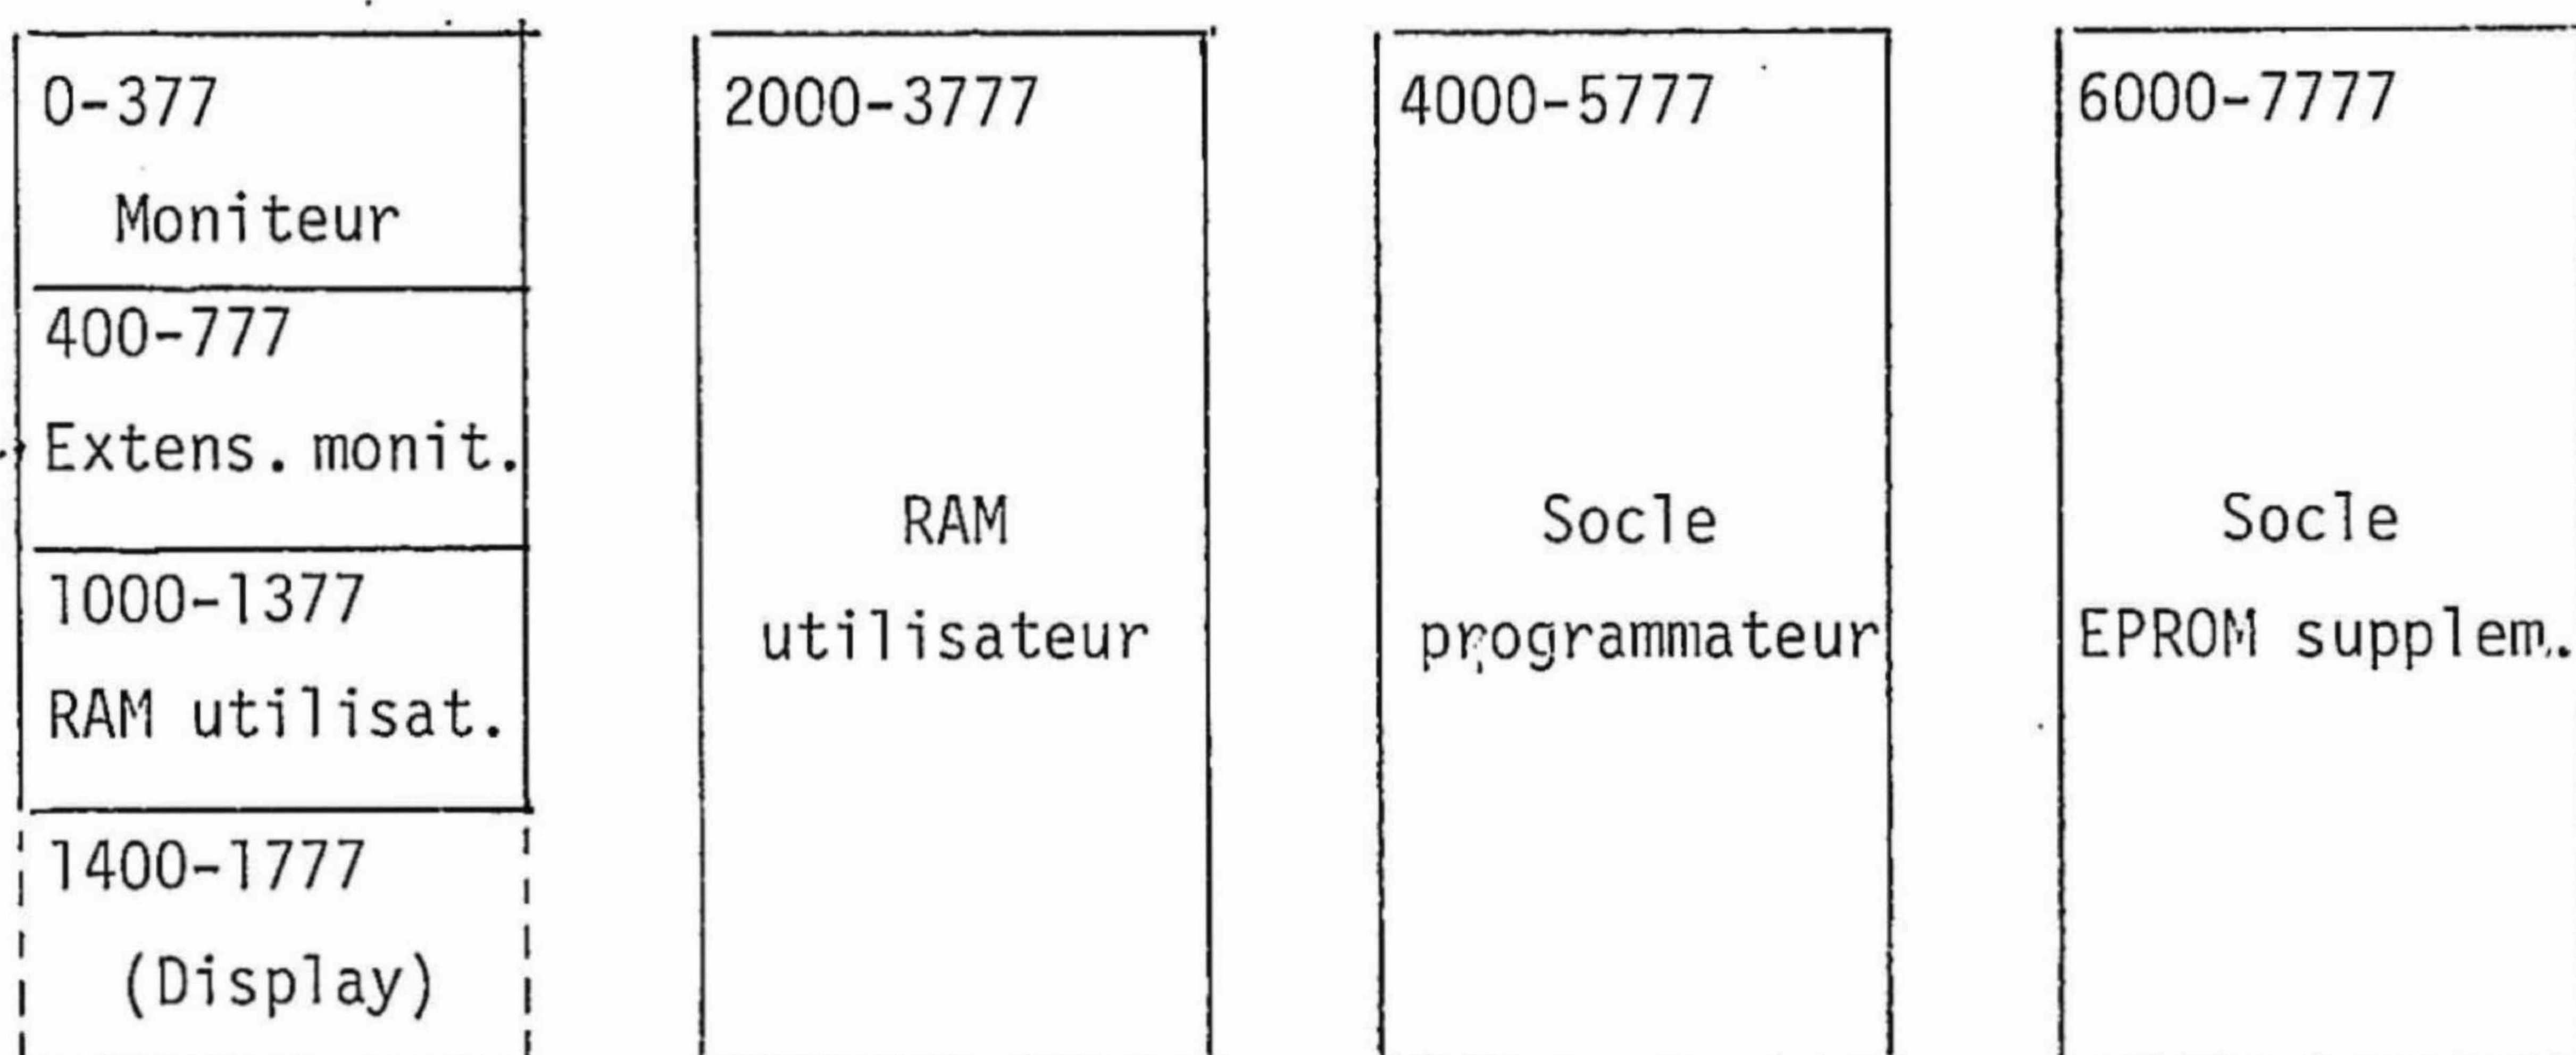 0-377
Moniteur
400-777
Extens. monit.
1000-1377
RAM utilisat.
1400-1777
(Display)
2000-3777
RAM
utilisateur
4000-5777
Socle
programmateur
6000-7777
Socle
EPROM supplem.